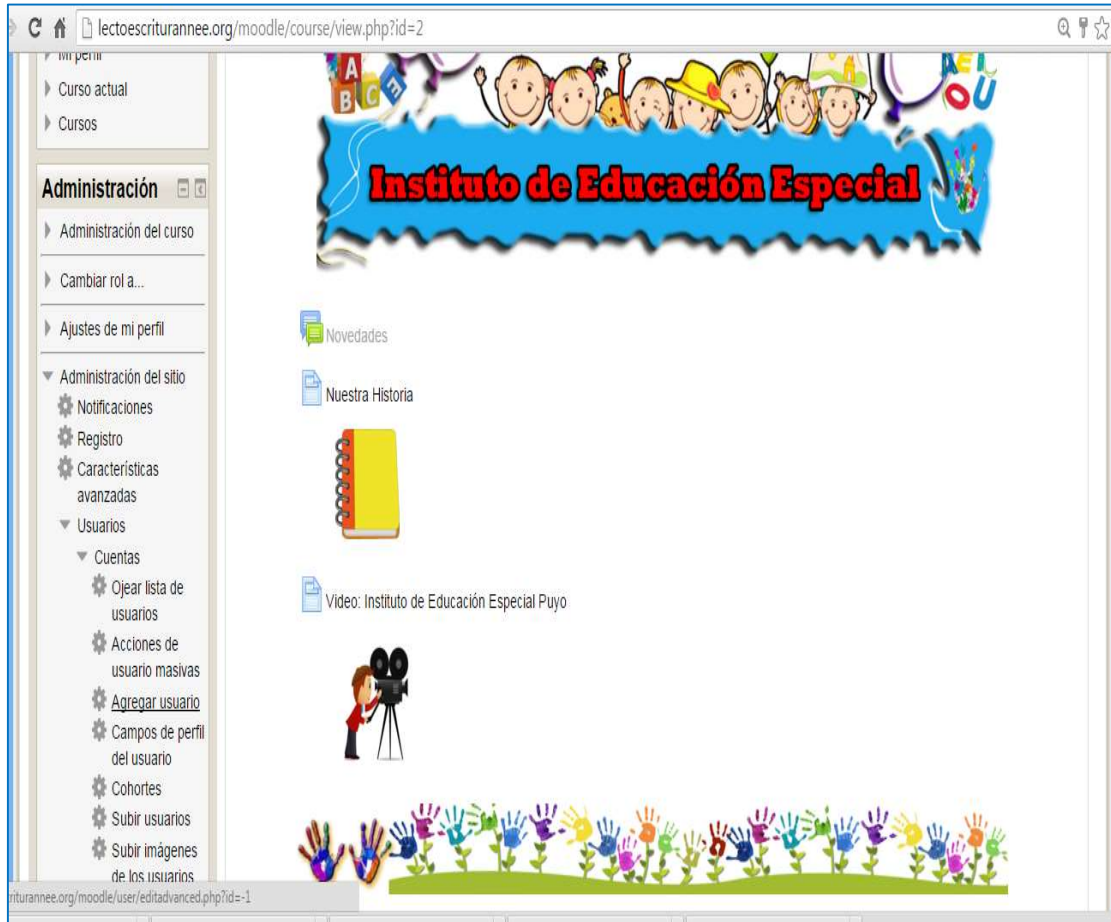 lectoescriturannee.org/moodle/course/view.php?id=2
Mi perfil
Curso actual
Cursos
Administración
Administración del curso
Cambiar rol a...
Ajustes de mi perfil
Administración del sitio
Notificaciones
Registro
Características
avanzadas
Usuarios
Cuentas
Ojear lista de
usuarios
Acciones de
usuario masivas
Agregar usuario
Campos de perfil
del usuario
Cohortes
Subir usuarios
Subir imágenes
de los usuarios
A
B C E
A E I
O U
Instituto de Educación Especial
Novedades
Nuestra Historia
Video: Instituto de Educación Especial Puyo
criturannee.org/moodle/user/editadvanced.php?id=-1